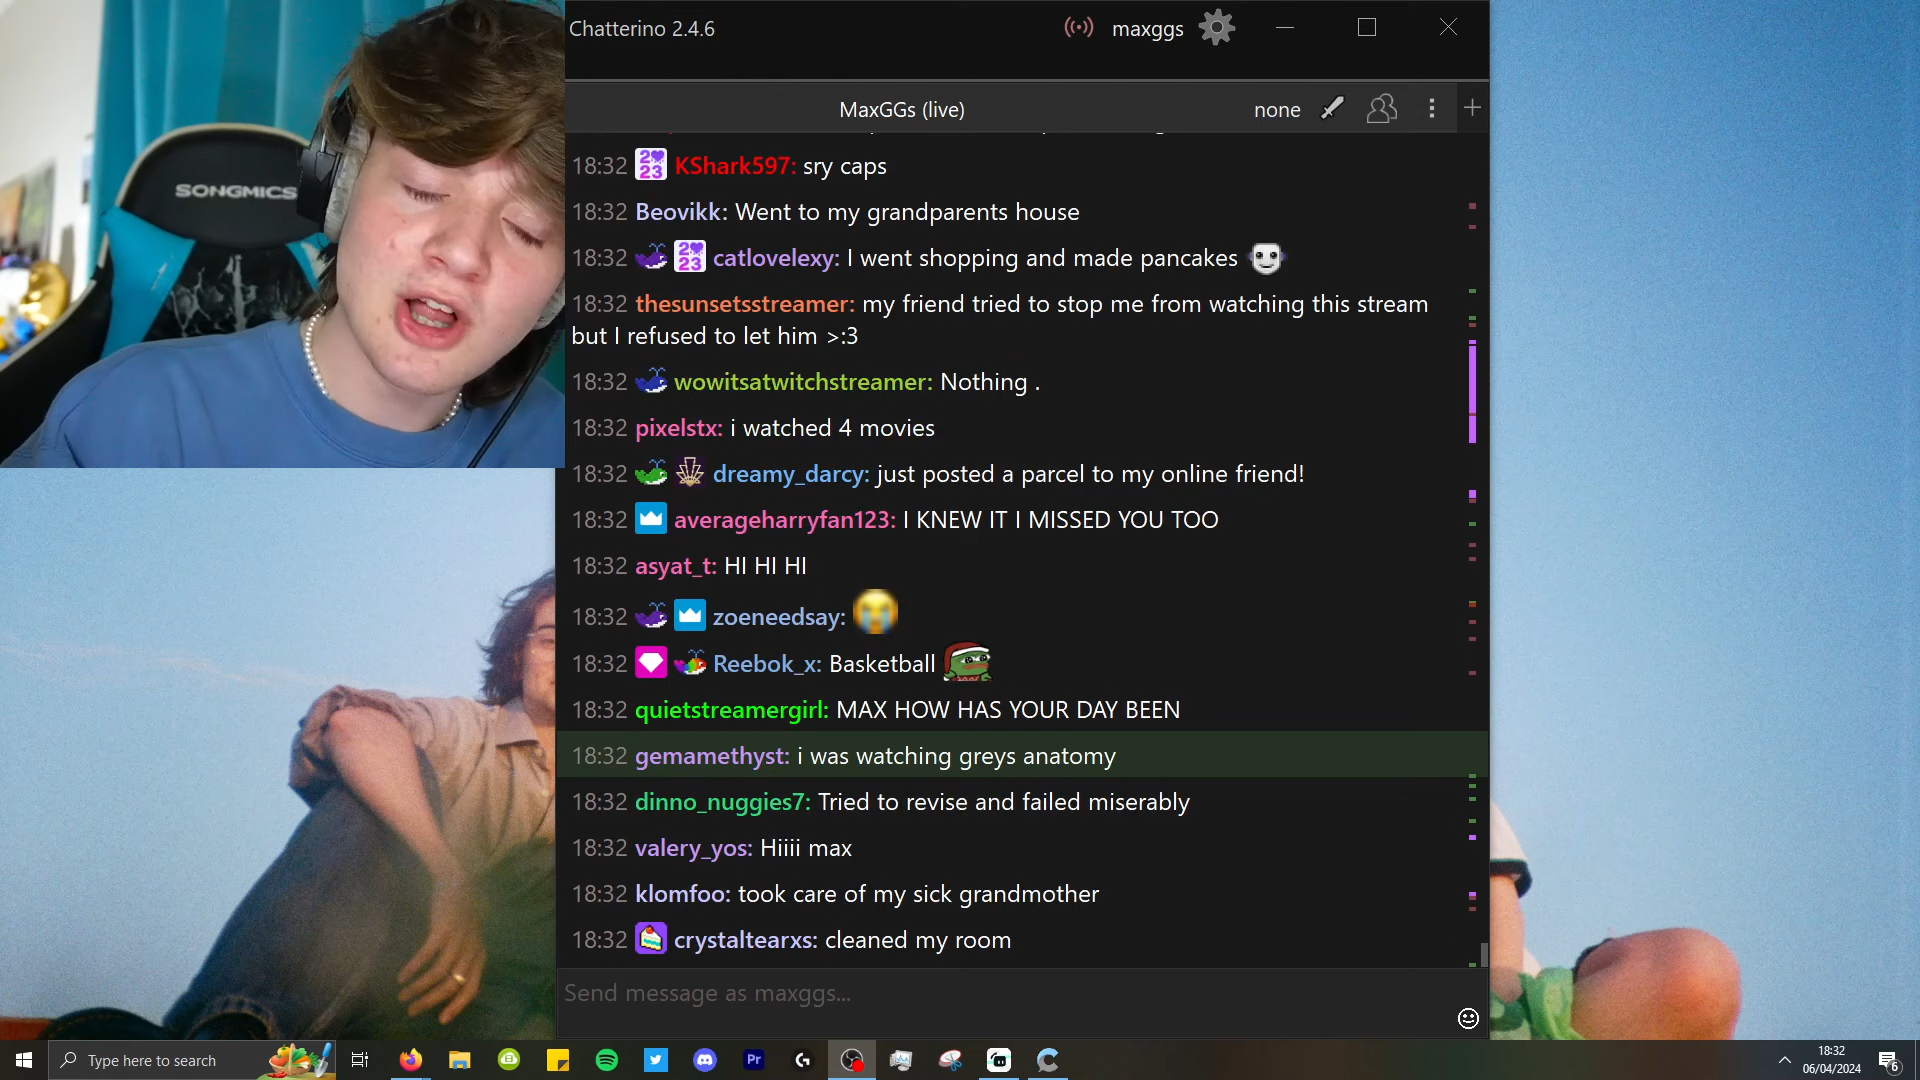 Chatterino 2.4.6
maxggs
MaxGGs (live)
none
SONGMICS
18:32 KShark597: sry caps
18:32 Beovikk: Went to my grandparents house
18:32 catlovelexy: I went shopping and made pancakes
18:32 thesunsetsstreamer: my friend tried to stop me from watching this stream
but I refused to let him >:3
18:32 wowitsatwitchstreamer: Nothing .
18:32 pixelstx: i watched 4 movies
18:32 dreamy_darcy: just posted a parcel to my online friend!
18:32 averageharryfan123: I KNEW IT I MISSED YOU TOO
18:32 asyat_t: HI HI HI
18:32 zoeneedsay: 😭
18:32 Reebok_x: Basketball
18:32 quietstreamergirl: MAX HOW HAS YOUR DAY BEEN
18:32 gemamethyst: i was watching greys anatomy
18:32 dinno_nuggies7: Tried to revise and failed miserably
18:32 valery_yos: Hiiii max
18:32 klomfoo: took care of my sick grandmother
18:32 crystaltearxs: cleaned my room
Send message as maxggs...
Type here to search
Pr
18:32
06/04/2024
6